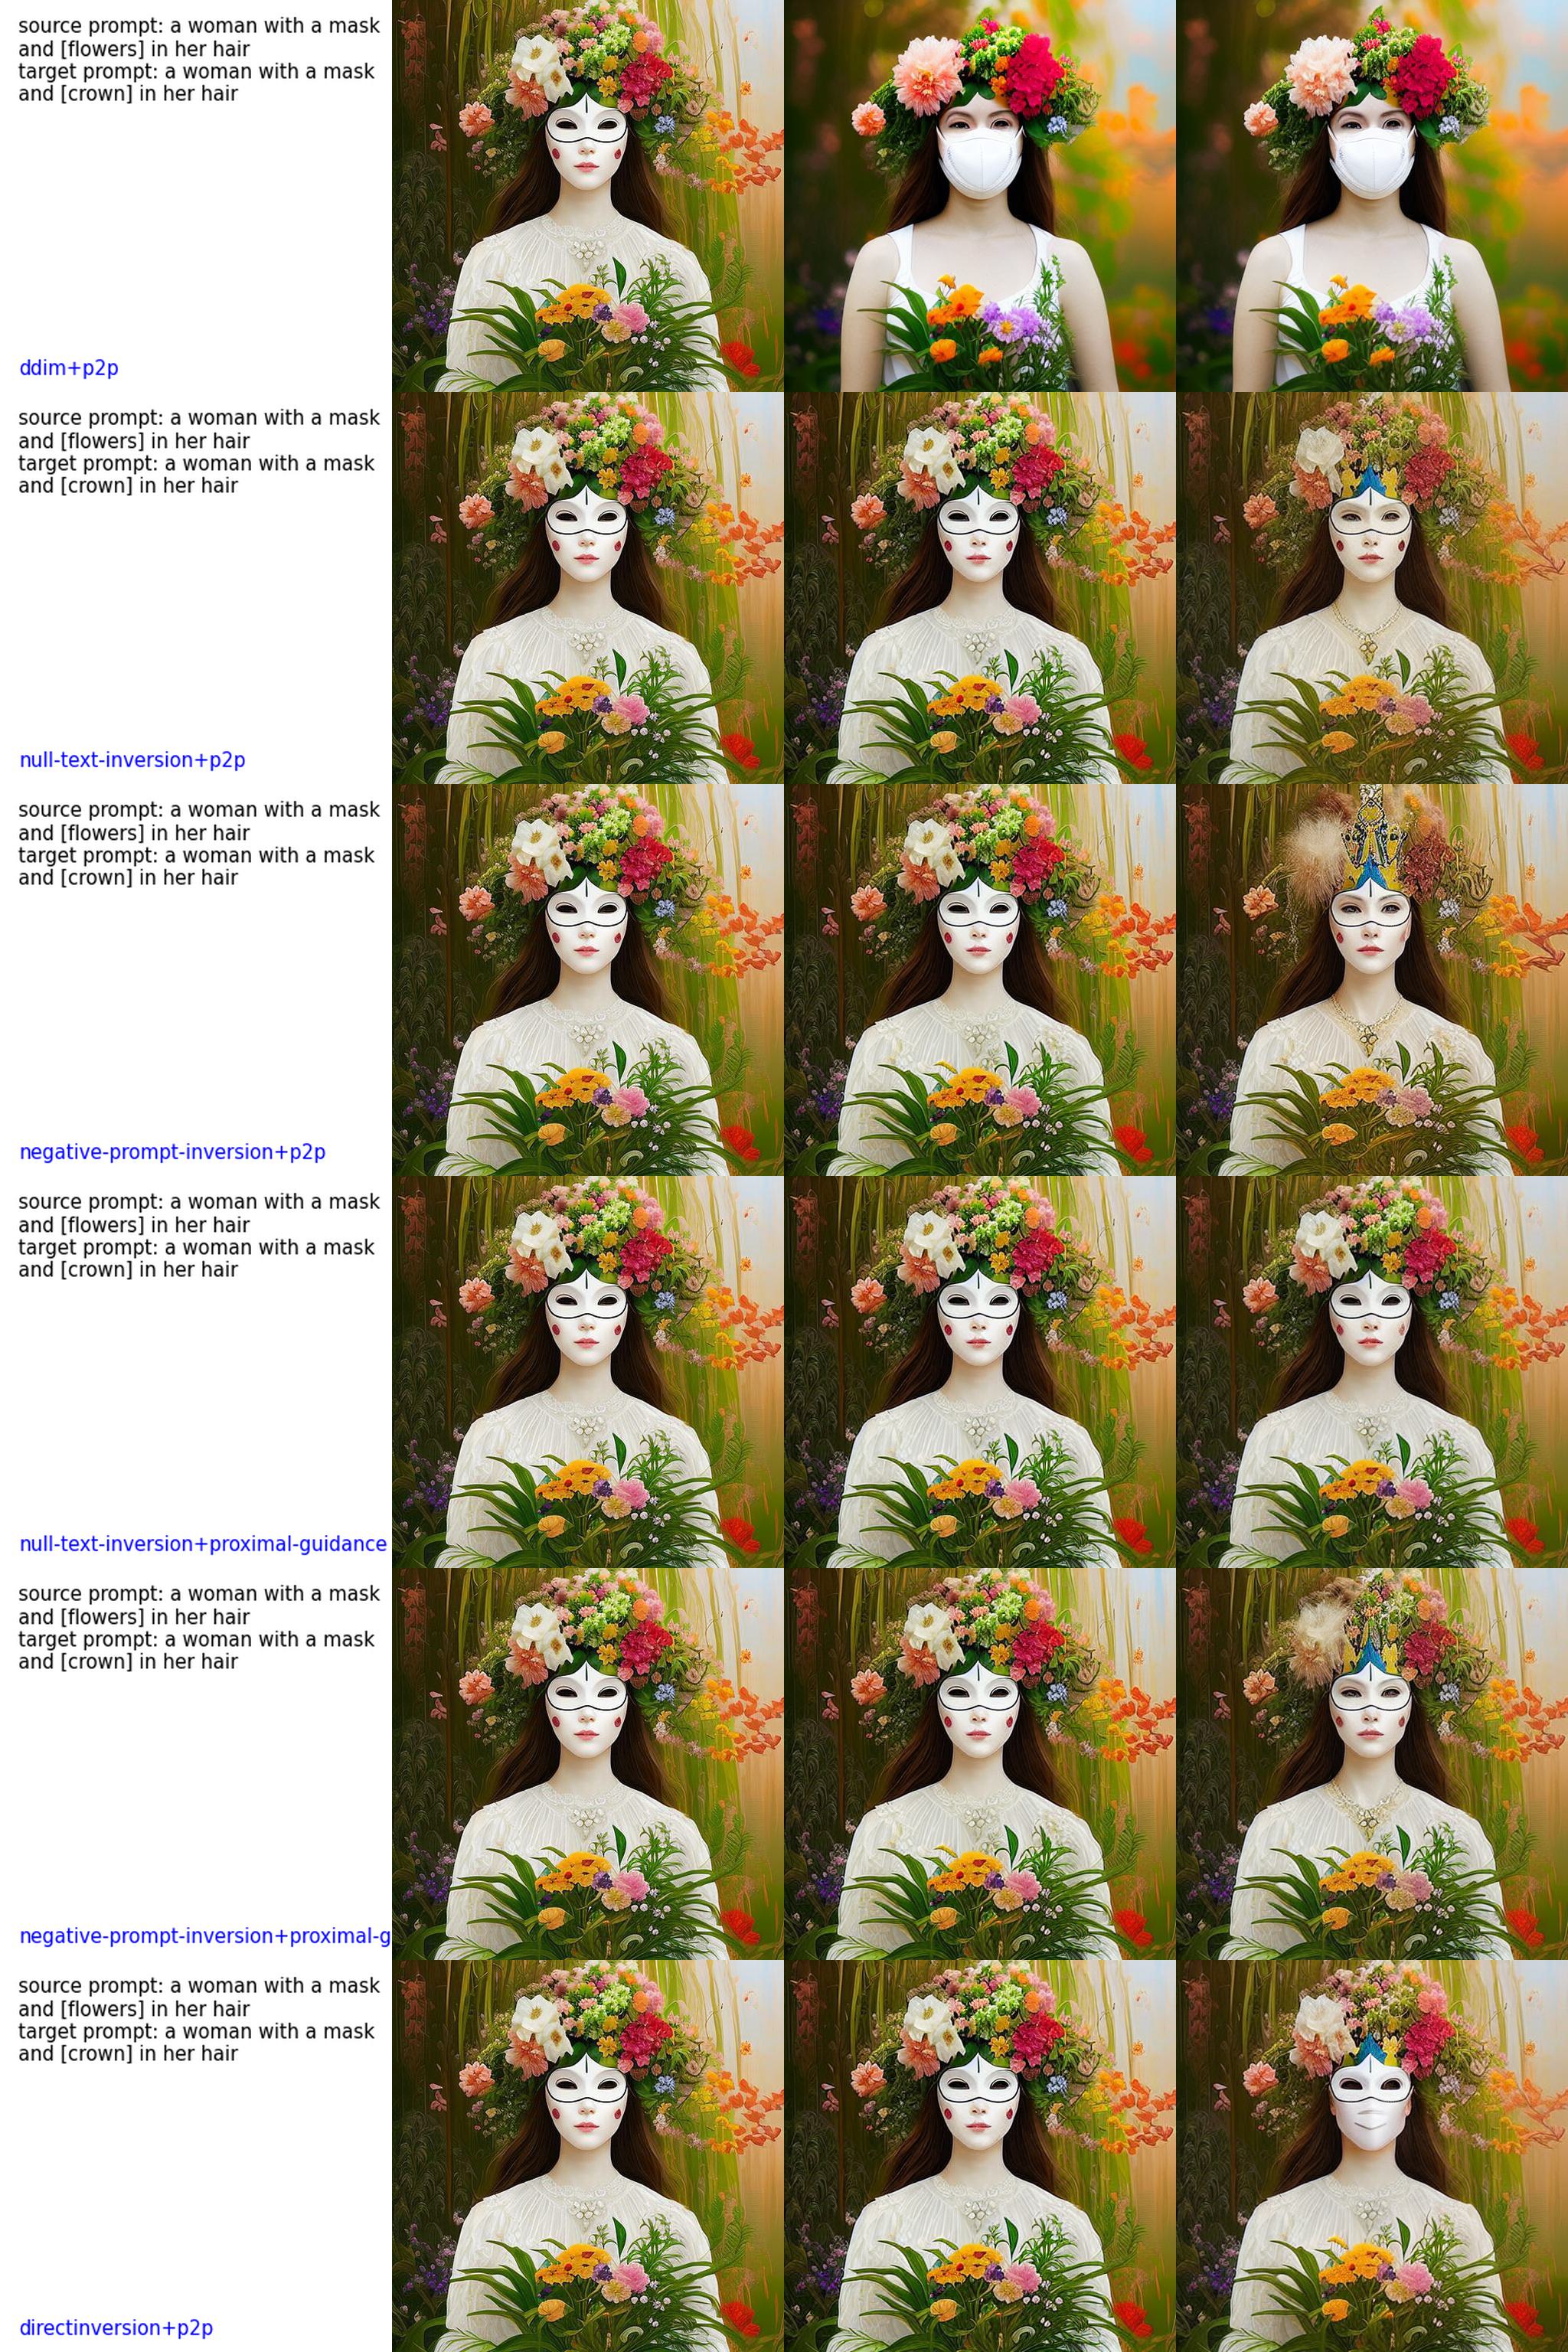 source prompt: a woman with a mask
and [flowers] in her hair
target prompt: a woman with a mask
and [crown] in her hair
ddim+p2p
source prompt: a woman with a mask
and [flowers] in her hair
target prompt: a woman with a mask
and [crown] in her hair
null-text-inversion+p2p
source prompt: a woman with a mask
and [flowers] in her hair
target prompt: a woman with a mask
and [crown] in her hair
negative-prompt-inversion+p2p
source prompt: a woman with a mask
and [flowers] in her hair
target prompt: a woman with a mask
and [crown] in her hair
null-text-inversion+proximal-guidance
source prompt: a woman with a mask
and [flowers] in her hair
target prompt: a woman with a mask
and [crown] in her hair
negative-prompt-inversion+proximal-g
source prompt: a woman with a mask
and [flowers] in her hair
target prompt: a woman with a mask
and [crown] in her hair
directinversion+p2p